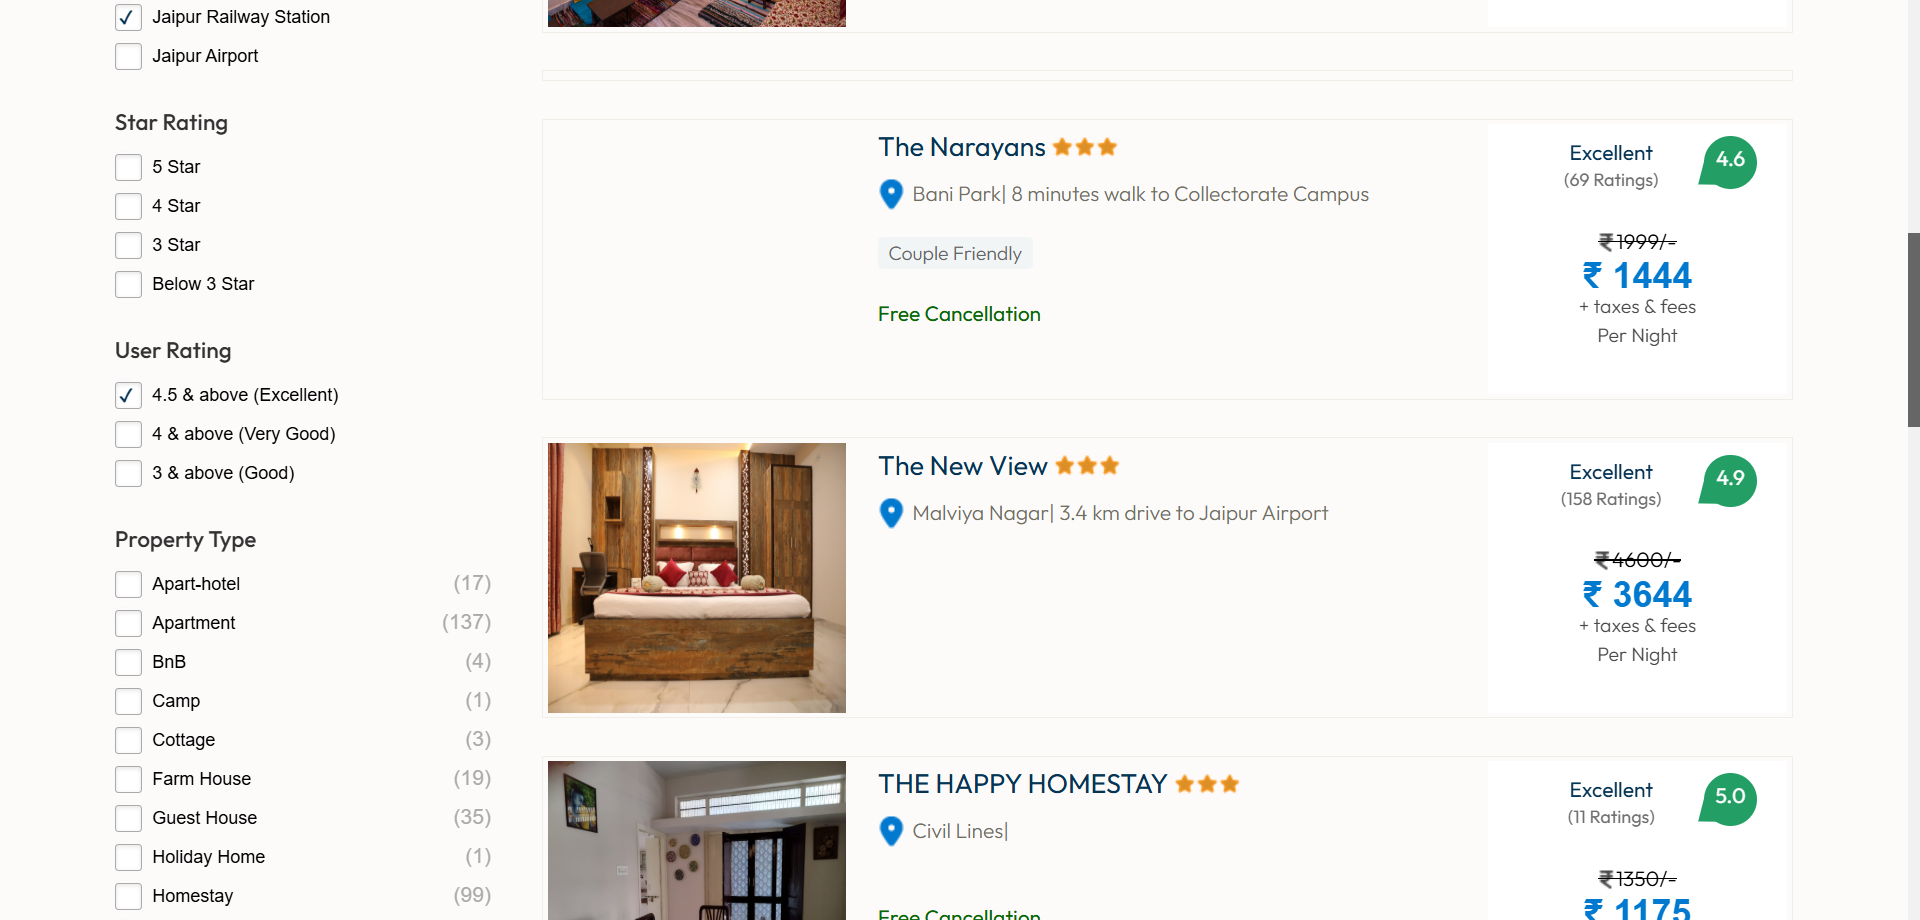 Jaipur Railway Station
Jaipur Airport
Star Rating
5 Star
4 Star
3 Star
Below 3 Star
User Rating
4.5 & above (Excellent)
4 & above (Very Good)
3 & above (Good)
Property Type
Apart-hotel (17)
Apartment (137)
BnB (4)
Camp (1)
Cottage (3)
Farm House (19)
Guest House (35)
Holiday Home (1)
Homestay (99)
The Narayans
Bani Park| 8 minutes walk to Collectorate Campus
Couple Friendly
Free Cancellation
Excellent
(69 Ratings)
4.6
₹ 1999/-
₹ 1444
+ taxes & fees
Per Night
The New View
Malviya Nagar| 3.4 km drive to Jaipur Airport
Excellent
(158 Ratings)
4.9
₹ 4600/-
₹ 3644
+ taxes & fees
Per Night
THE HAPPY HOMESTAY
Civil Lines|
Free Cancellation
Excellent
(11 Ratings)
5.0
₹ 1350/-
₹ 1175